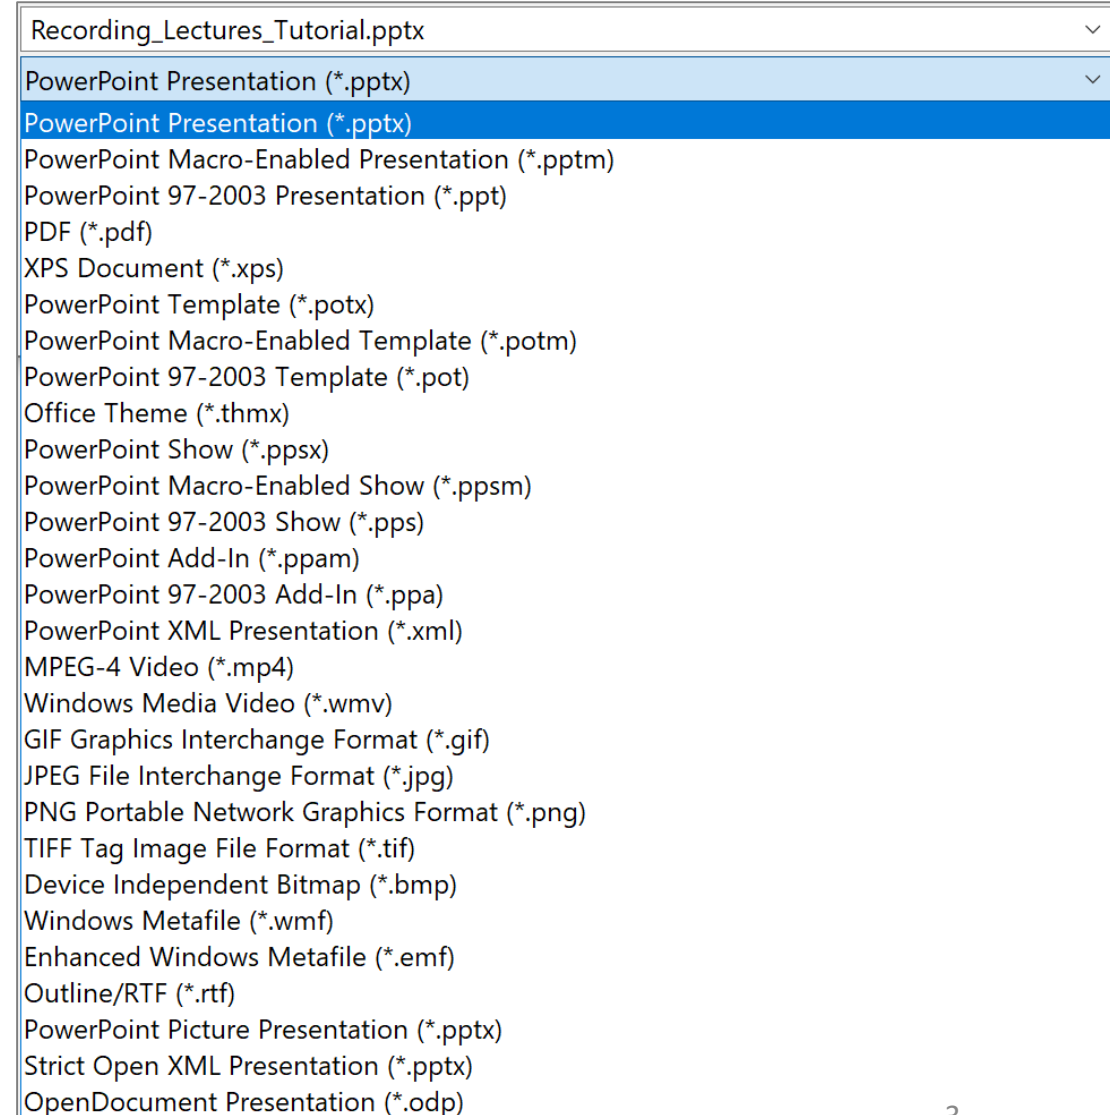 Recording_Lectures_Tutorial.pptx
PowerPoint Presentation (*.pptx)
PowerPoint Presentation (*.pptx)
PowerPoint Macro-Enabled Presentation (*.pptm)
PowerPoint 97-2003 Presentation (*.ppt)
PDF (*.pdf)
XPS Document (*.xps)
PowerPoint Template (*.potx)
PowerPoint Macro-Enabled Template (*.potm)
PowerPoint 97-2003 Template (*.pot)
Office Theme (*.thmx)
PowerPoint Show (*.ppsx)
PowerPoint Macro-Enabled Show (*.ppsm)
PowerPoint 97-2003 Show (*.pps)
PowerPoint Add-In (*.ppam)
PowerPoint 97-2003 Add-In (*.ppa)
PowerPoint XML Presentation (*.xml)
MPEG-4 Video (*.mp4)
Windows Media Video (*.wmv)
GIF Graphics Interchange Format (*.gif)
JPEG File Interchange Format (*.jpg)
PNG Portable Network Graphics Format (*.png)
TIFF Tag Image File Format (*.tif)
Device Independent Bitmap (*.bmp)
Windows Metafile (*.wmf)
Enhanced Windows Metafile (*.emf)
Outline/RTF (*.rtf)
PowerPoint Picture Presentation (*.pptx)
Strict Open XML Presentation (*.pptx)
OpenDocument Presentation (*.odp)